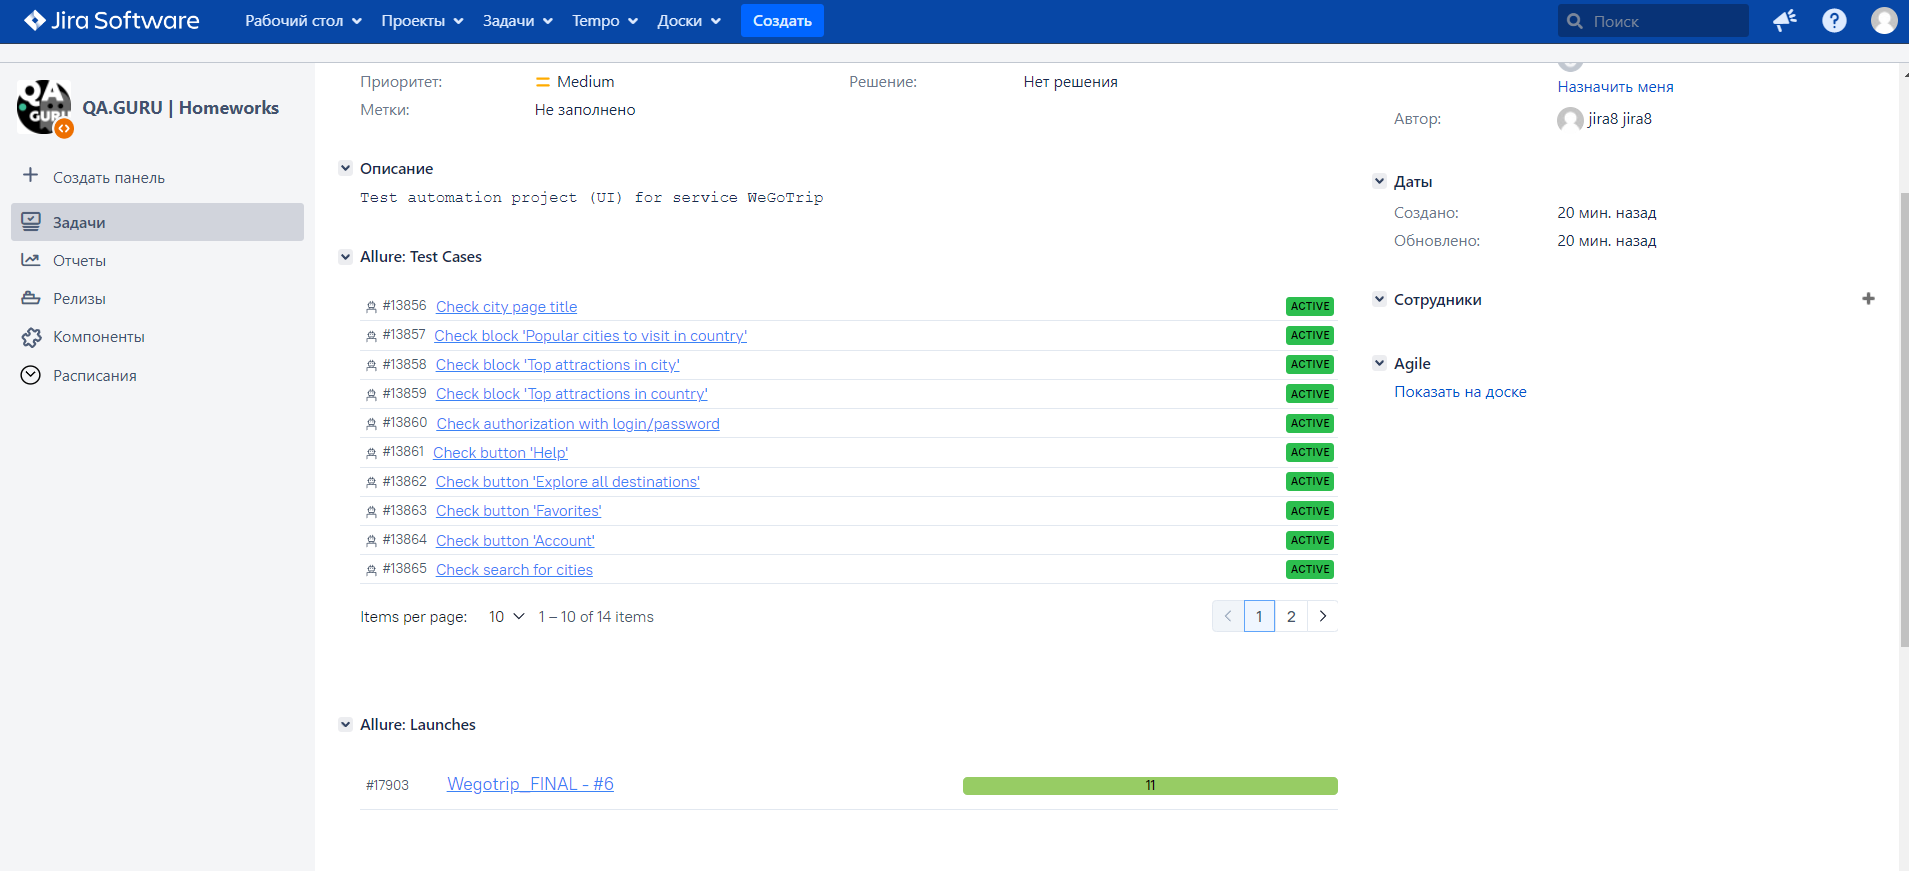 Jira Software
Рабочий стол Проекты Задачи Tempo Доски Создать Поиск
QA GURU
QA.GURU | Homeworks
Создать панель
Задачи
Отчеты
Релизы
Компоненты
Расписания
Приоритет: Medium
Решение: Нет решения
Метки: Не заполнено
Описание
Test automation project (UI) for service WeGoTrip
Allure: Test Cases
#13856 Check city page title ACTIVE
#13857 Check block 'Popular cities to visit in country' ACTIVE
#13858 Check block 'Top attractions in city' ACTIVE
#13859 Check block 'Top attractions in country' ACTIVE
#13860 Check authorization with login/password ACTIVE
#13861 Check button 'Help' ACTIVE
#13862 Check button 'Explore all destinations' ACTIVE
#13863 Check button 'Favorites' ACTIVE
#13864 Check button 'Account' ACTIVE
#13865 Check search for cities ACTIVE
Items per page: 10 1 – 10 of 14 items 1 2
Allure: Launches
#17903 Wegotrip_FINAL - #6 11
Назначить меня
Автор: jira8 jira8
Даты
Создано: 20 мин. назад
Обновлено: 20 мин. назад
Сотрудники
Agile
Показать на доске